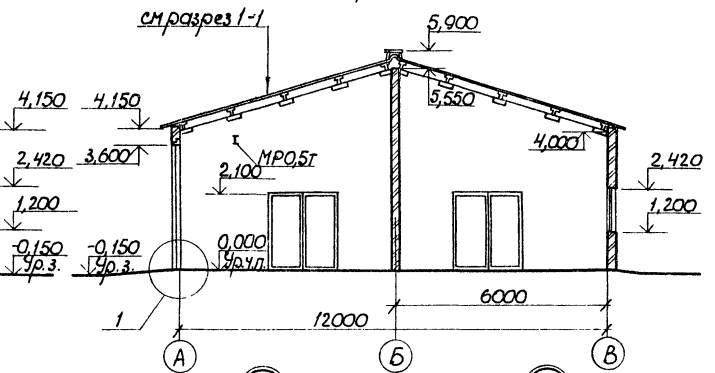 см разрез 1-1
5,900
5,550
4,150
4,150
3,600
4,000
2,420
МР0,5т
2,100
2,420
1,200
1,200
-0,150
Ур.з.
-0,150
Ур.з.
0,000
Ур.ч.п.
1
6000
12000
А
Б
В